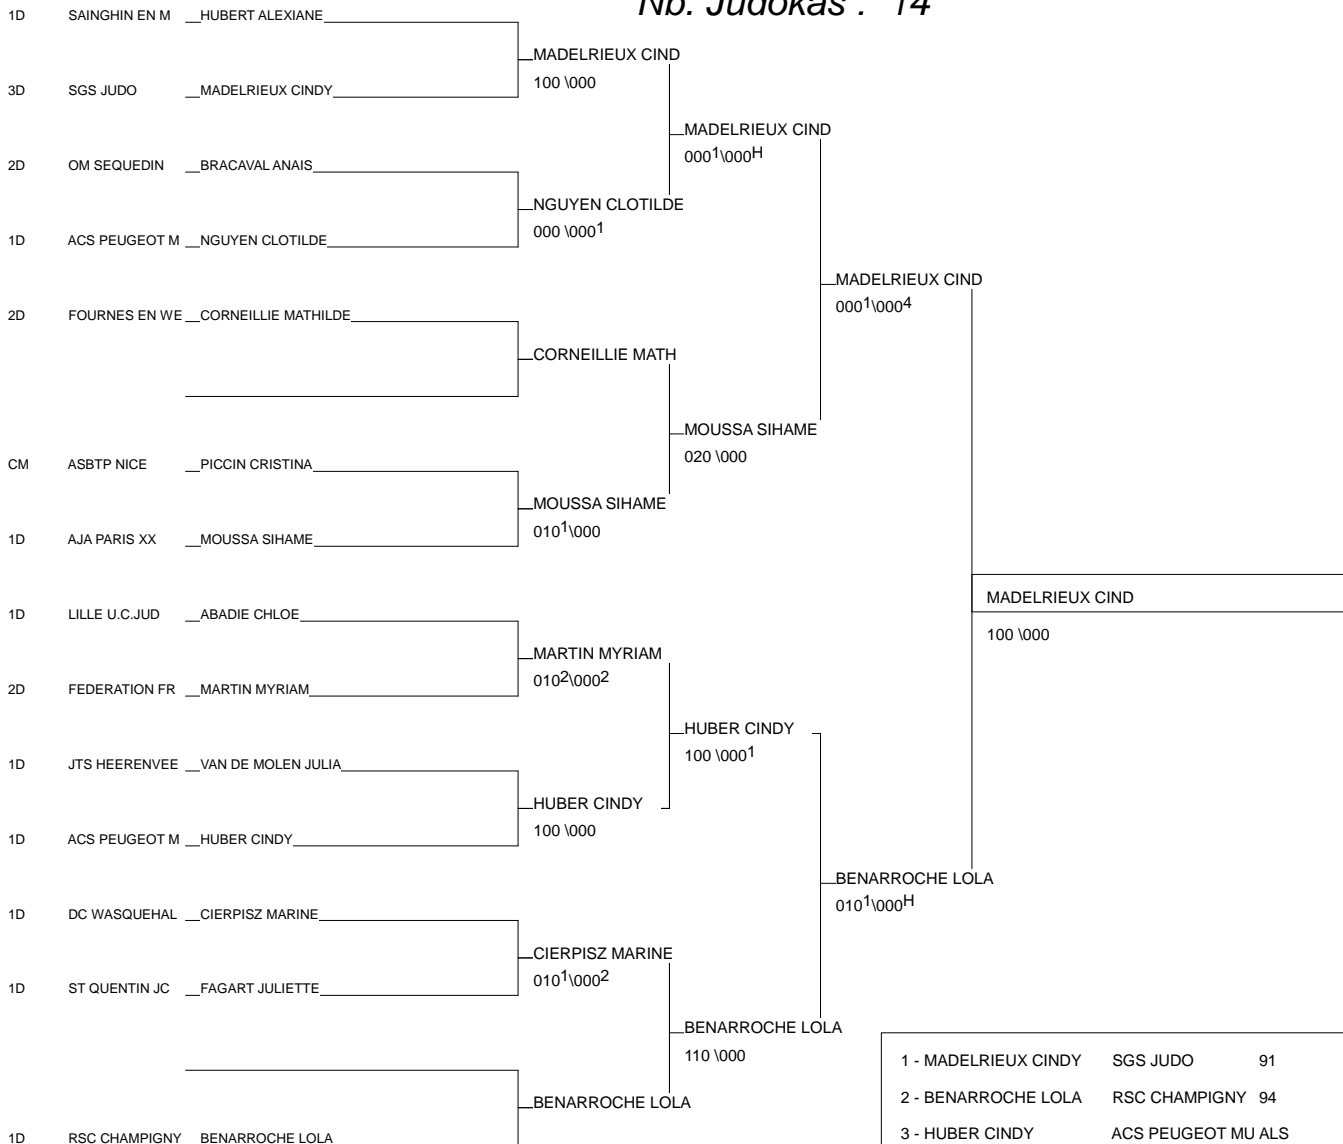 Nb. Judokas : 14
1D SAINGHIN EN M HUBERT ALEXIANE
MADELRIEUX CIND
100 \000
3D SGS JUDO MADELRIEUX CINDY
MADELRIEUX CIND
000¹\000ᴴ
2D OM SEQUEDIN BRACAVAL ANAIS
NGUYEN CLOTILDE
000 \000¹
1D ACS PEUGEOT M NGUYEN CLOTILDE
MADELRIEUX CIND
000¹\000⁴
2D FOURNES EN WE CORNEILLIE MATHILDE
CORNEILLIE MATH
MOUSSA SIHAME
020 \000
CM ASBTP NICE PICCIN CRISTINA
MOUSSA SIHAME
010¹\000
1D AJA PARIS XX MOUSSA SIHAME
MADELRIEUX CIND
100 \000
1D LILLE U.C.JUD ABADIE CHLOE
MARTIN MYRIAM
010²\000²
2D FEDERATION FR MARTIN MYRIAM
HUBER CINDY
100 \000¹
1D JTS HEERENVEE VAN DE MOLEN JULIA
HUBER CINDY
100 \000
1D ACS PEUGEOT M HUBER CINDY
BENARROCHE LOLA
010¹\000ᴴ
1D DC WASQUEHAL CIERPISZ MARINE
CIERPISZ MARINE
010¹\000²
1D ST QUENTIN JC FAGART JULIETTE
BENARROCHE LOLA
110 \000
BENARROCHE LOLA
1D RSC CHAMPIGNY BENARROCHE LOLA
1 - MADELRIEUX CINDY SGS JUDO 91
2 - BENARROCHE LOLA RSC CHAMPIGNY 94
3 - HUBER CINDY ACS PEUGEOT MU ALS